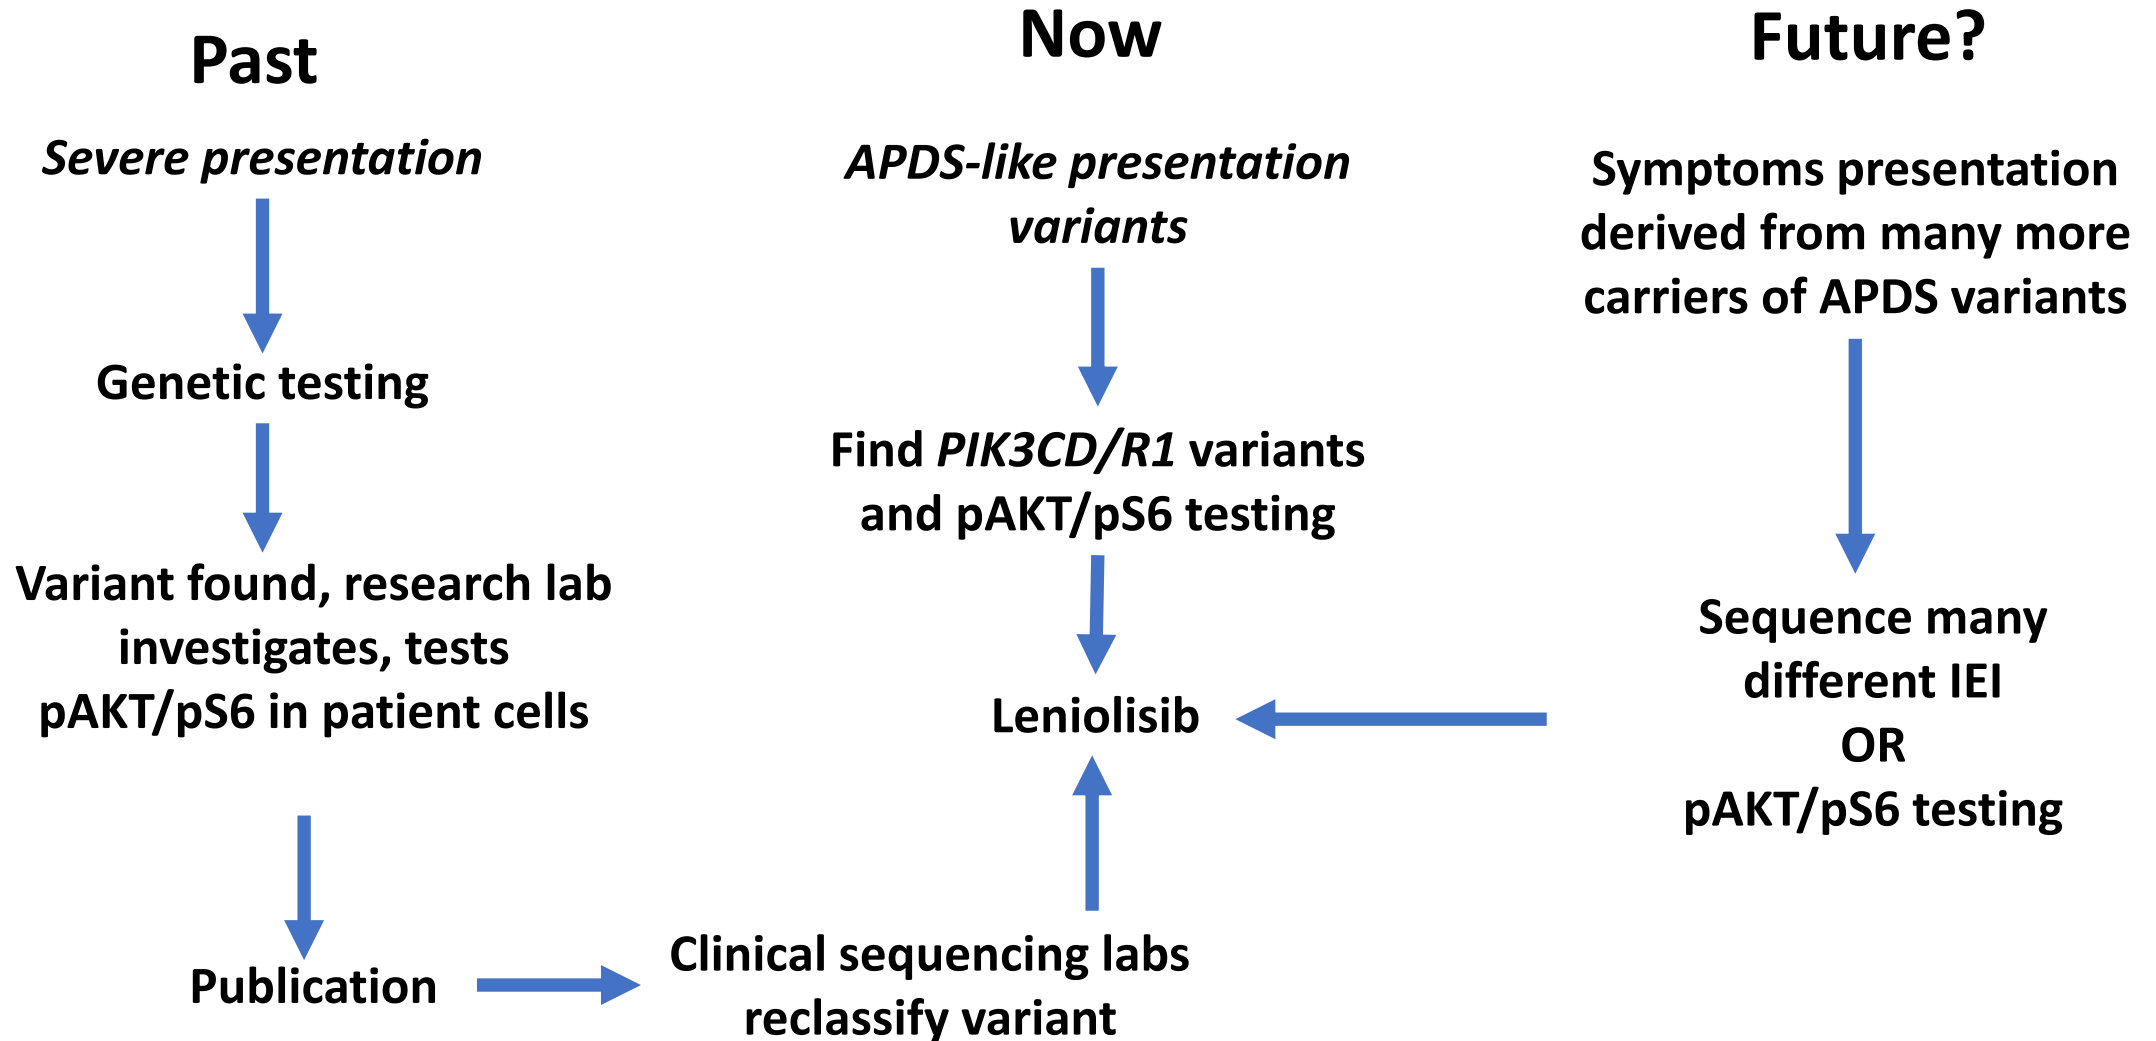 Past
Severe presentation
Genetic testing
Variant found, research lab
investigates, tests
pAKT/pS6 in patient cells
Publication
Clinical sequencing labs
reclassify variant
Now
APDS-like presentation
variants
Find PIK3CD/R1 variants
and pAKT/pS6 testing
Leniolisib
Future?
Symptoms presentation
derived from many more
carriers of APDS variants
Sequence many
different IEI
OR
pAKT/pS6 testing